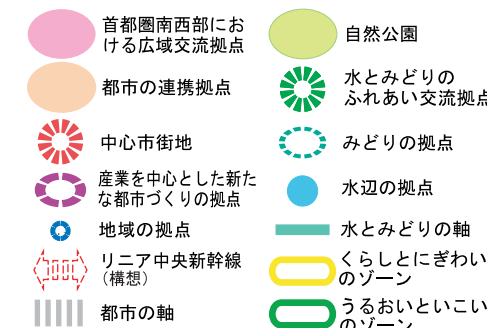 首都圏南西部にお
ける広域交流拠点
都市の連携拠点
中心市街地
産業を中心とした新た
な都市づくりの拠点
地域の拠点
リニア中央新幹線
（構想）
都市の軸
自然公園
水とみどりの
ふれあい交流拠点
みどりの拠点
水辺の拠点
水とみどりの軸
くらしとにぎわい
のゾーン
うるおいといこい
のゾーン